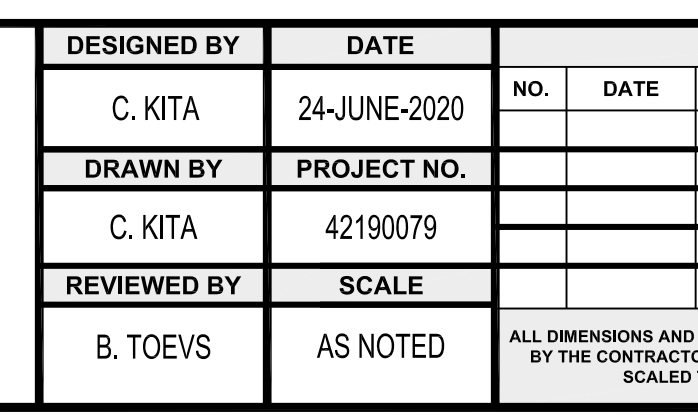 DESIGNED BY DATE
C. KITA 24-JUNE-2020
NO. DATE
DRAWN BY PROJECT NO.
C. KITA 42190079
REVIEWED BY SCALE
B. TOEVS AS NOTED
ALL DIMENSIONS AND
BY THE CONTRACTO
SCALED